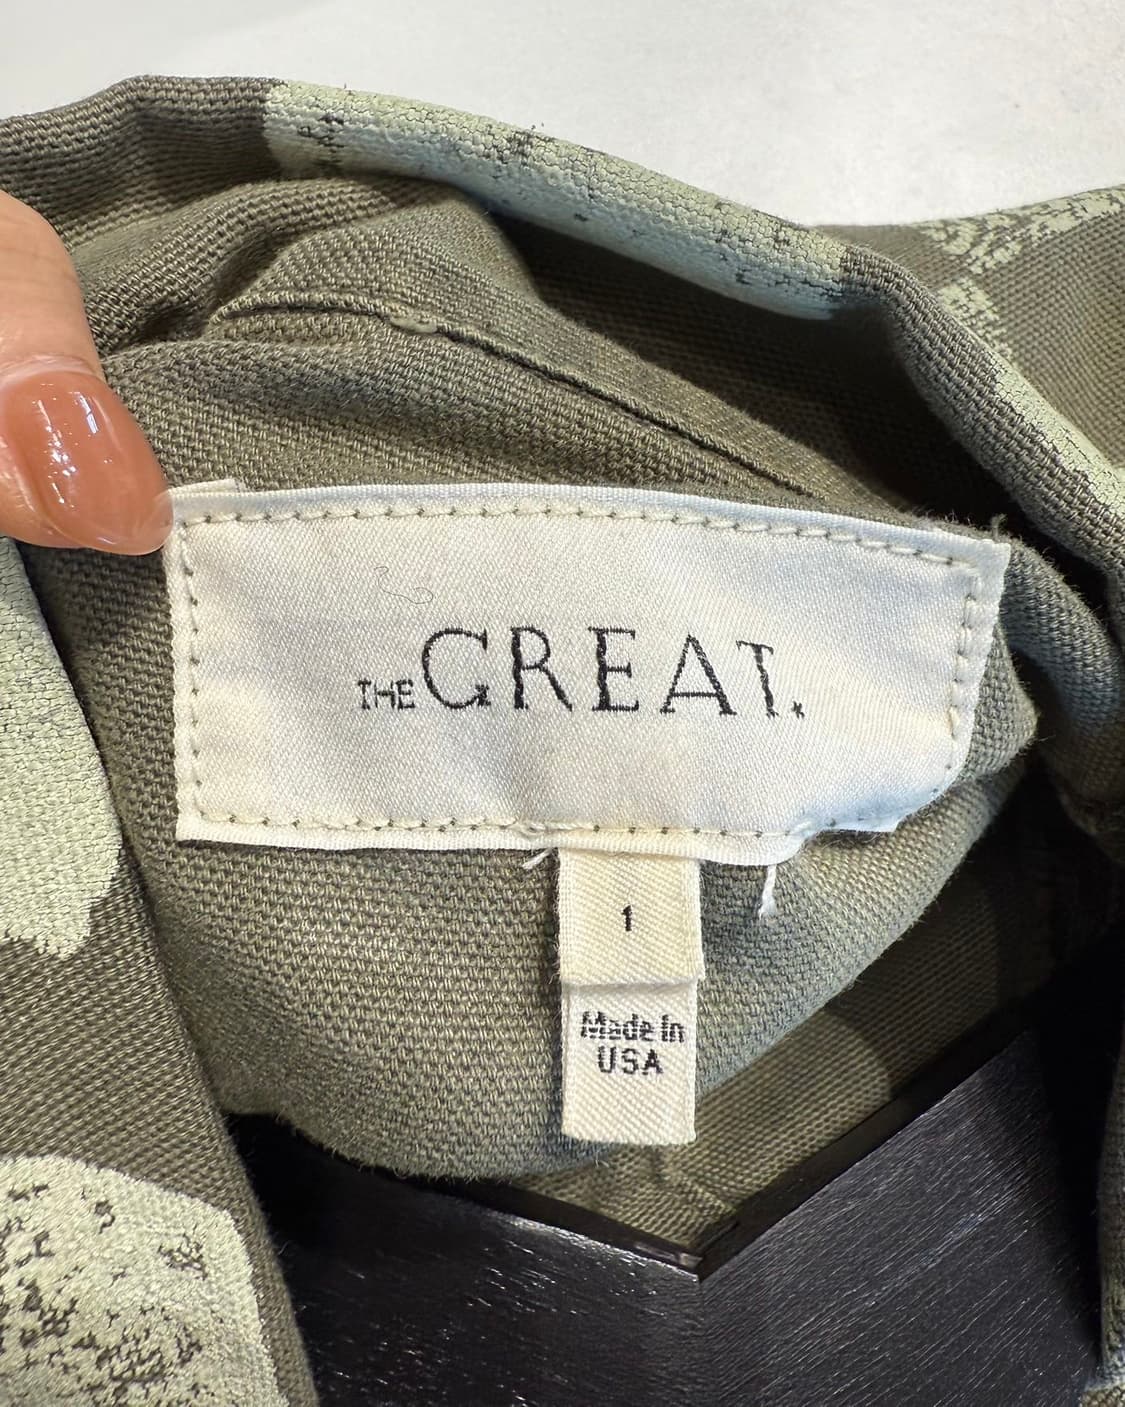 THE GREAT.
1
Made in
USA